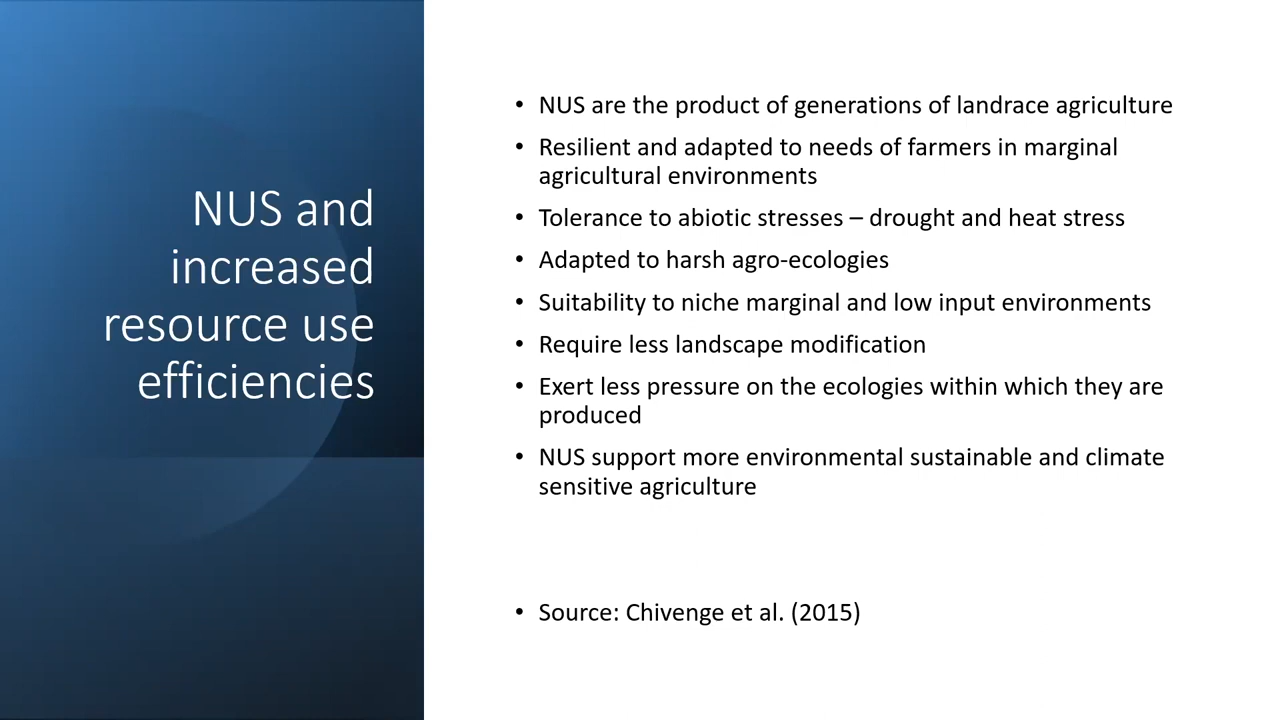 NUS and
increased
resource use
efficiencies
• NUS are the product of generations of landrace agriculture
• Resilient and adapted to needs of farmers in marginal
agricultural environments
• Tolerance to abiotic stresses – drought and heat stress
• Adapted to harsh agro-ecologies
• Suitability to niche marginal and low input environments
• Require less landscape modification
• Exert less pressure on the ecologies within which they are
produced
• NUS support more environmental sustainable and climate
sensitive agriculture
• Source: Chivenge et al. (2015)